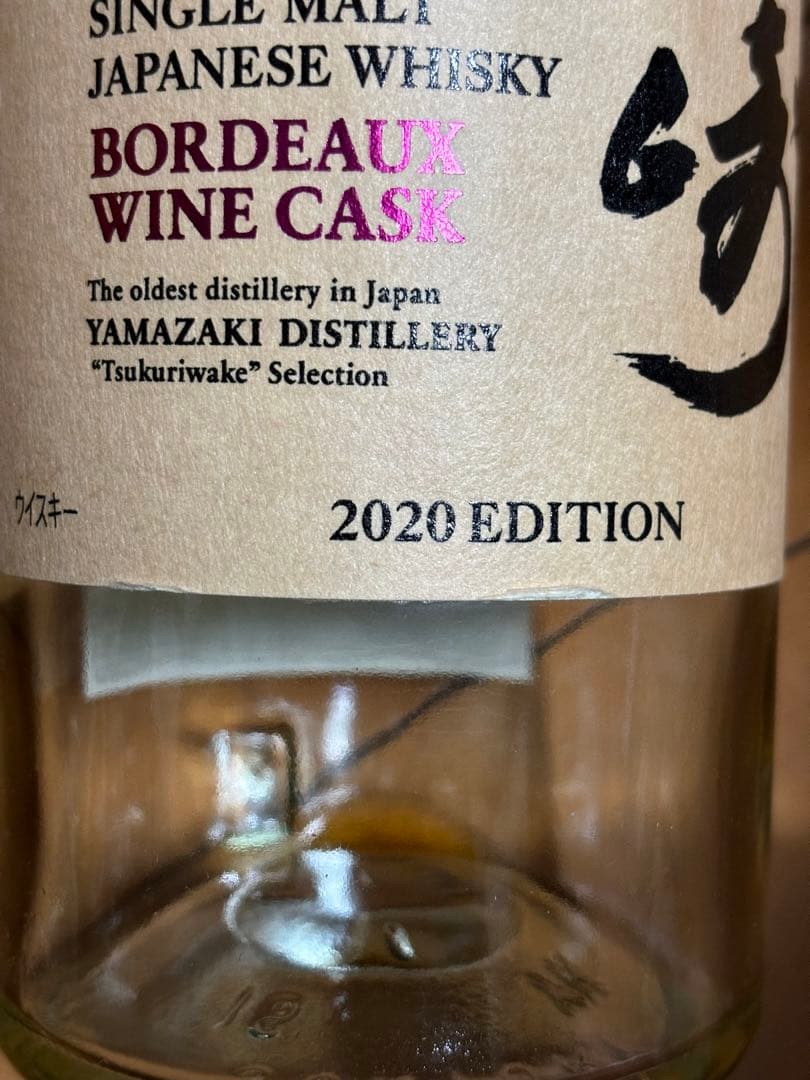 SINGLE MALT
JAPANESE WHISKY
BORDEAUX
WINE CASK
The oldest distillery in Japan
YAMAZAKI DISTILLERY
“Tsukuriwake” Selection
崎
ウイスキー
2020 EDITION